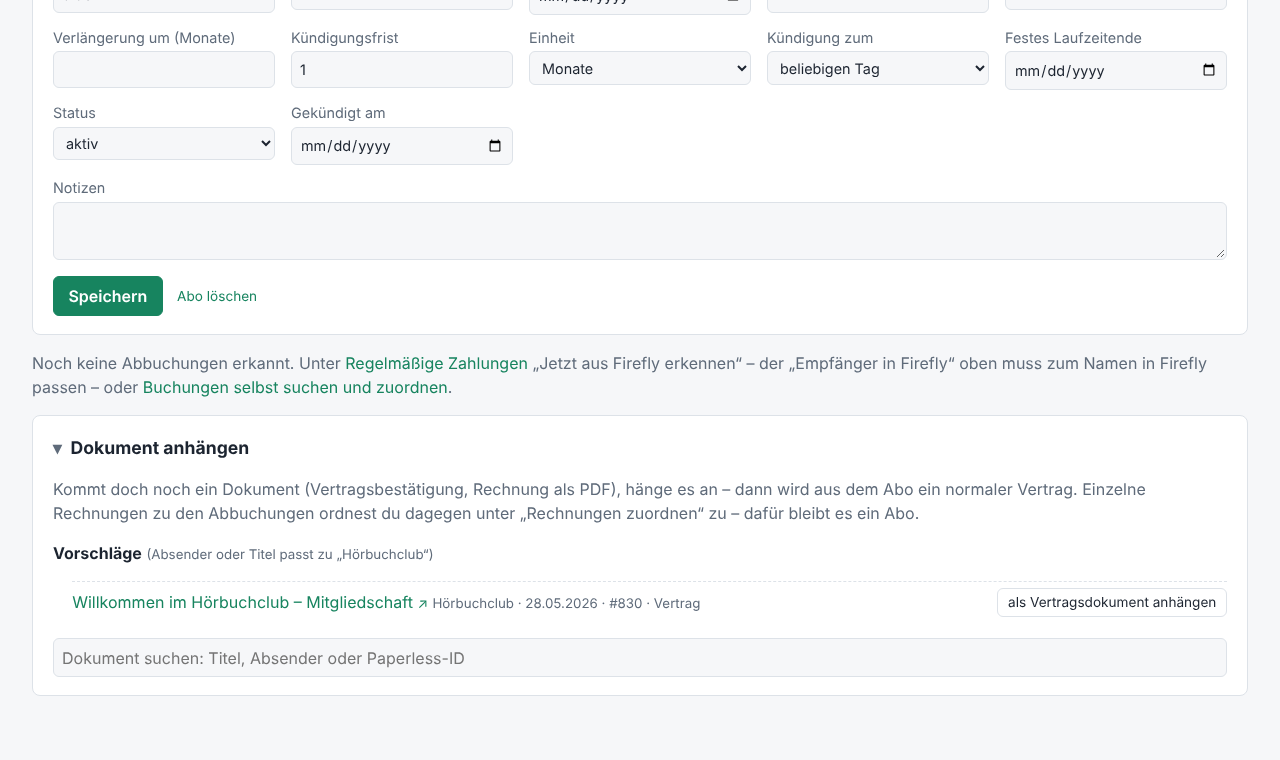 Verlängerung um (Monate) Kündigungsfrist Einheit Kündigung zum Festes Laufzeitende
1 Monate beliebigen Tag mm/dd/yyyy
Status Gekündigt am
aktiv mm/dd/yyyy
Notizen
Speichern Abo löschen
Noch keine Abbuchungen erkannt. Unter Regelmäßige Zahlungen „Jetzt aus Firefly erkennen“ – der „Empfänger in Firefly“ oben muss zum Namen in Firefly
passen – oder Buchungen selbst suchen und zuordnen.
▼ Dokument anhängen
Kommt doch noch ein Dokument (Vertragsbestätigung, Rechnung als PDF), hänge es an – dann wird aus dem Abo ein normaler Vertrag. Einzelne
Rechnungen zu den Abbuchungen ordnest du dagegen unter „Rechnungen zuordnen“ zu – dafür bleibt es ein Abo.
Vorschläge (Absender oder Titel passt zu „Hörbuchclub“)
Willkommen im Hörbuchclub – Mitgliedschaft ↗ Hörbuchclub · 28.05.2026 · #830 · Vertrag als Vertragsdokument anhängen
Dokument suchen: Titel, Absender oder Paperless-ID